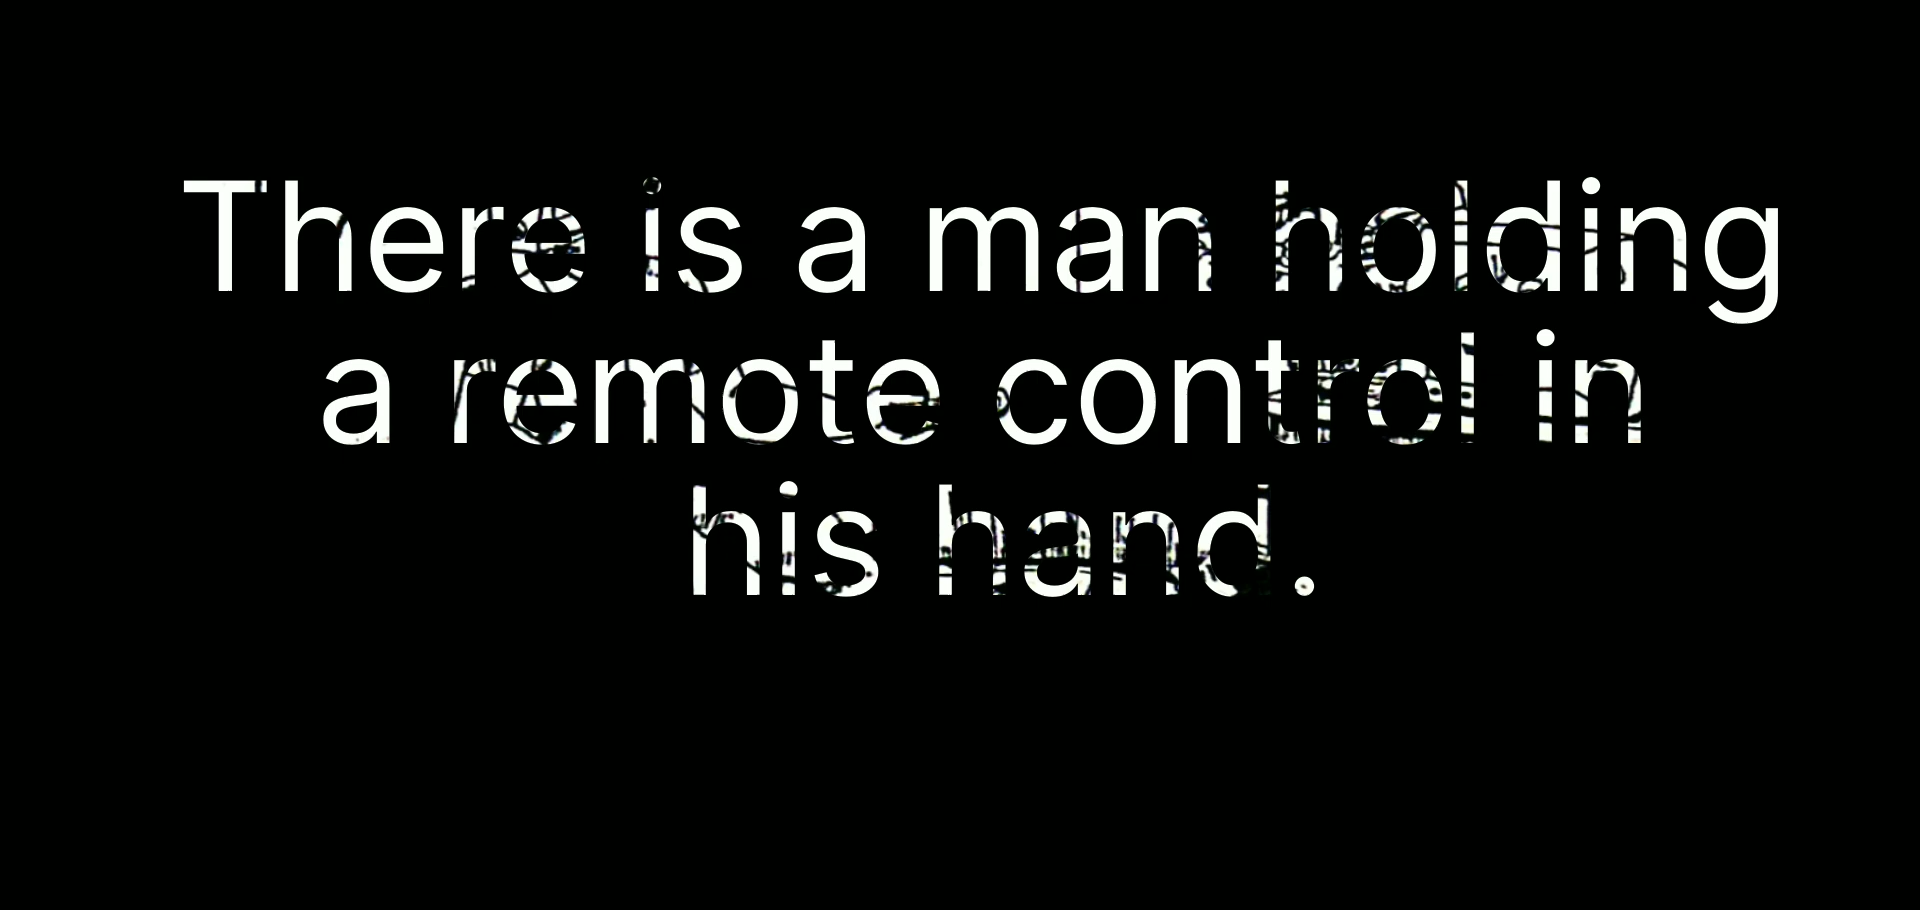 There is a man holding
a remote control in
his hand.